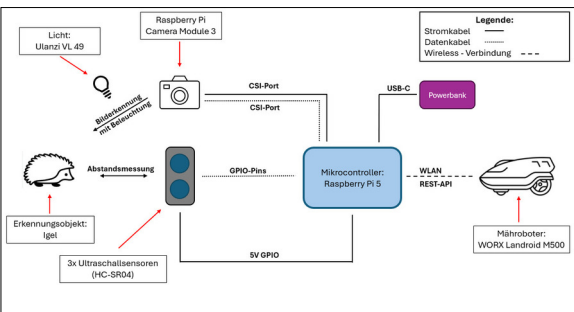 Raspberry Pi
Camera Module 3
Licht:
Ulanzi VL 49
Legende:
Stromkabel
Datenkabel
Wireless - Verbindung
CSI-Port
CSI-Port
USB-C
Powerbank
Bilderkennung
mit Beleuchtung
Abstandsmessung
GPIO-Pins
Mikrocontroller:
Raspberry Pi 5
WLAN
REST-API
Erkennungsobjekt:
Igel
Mähroboter:
WORX Landroid M500
5V GPIO
3x Ultraschallsensoren
(HC-SR04)